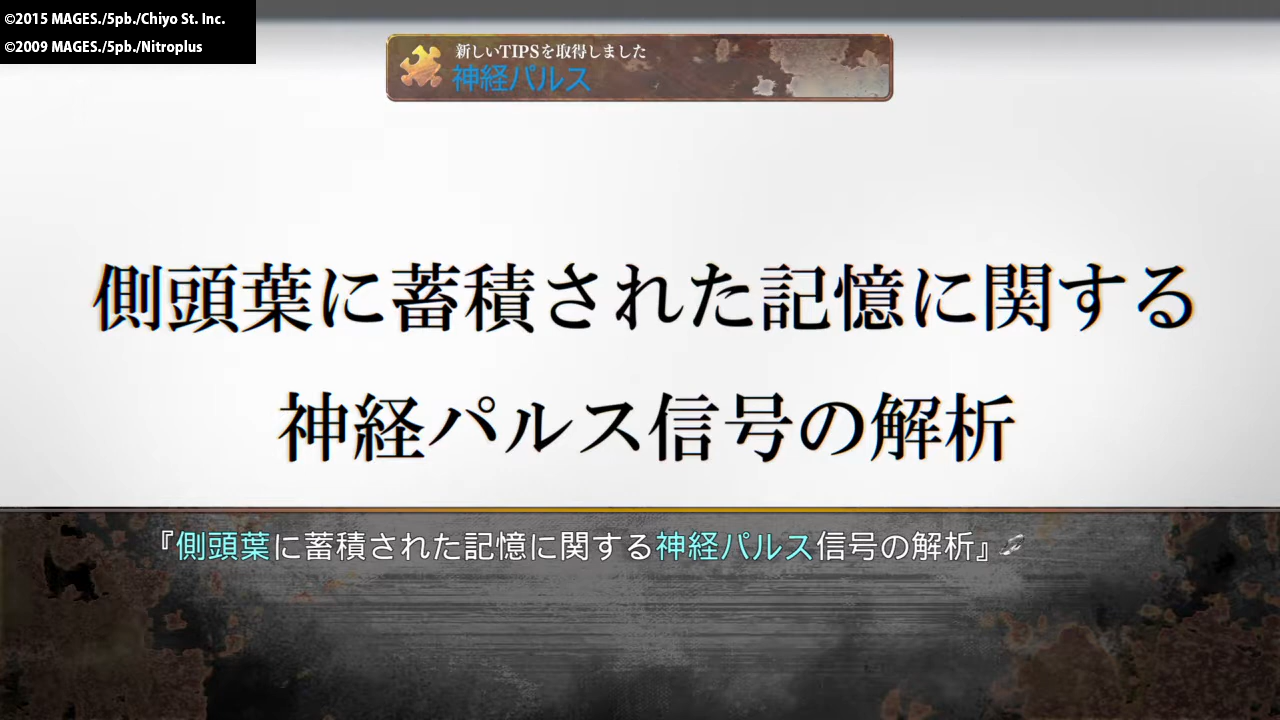 ©2015 MAGES./5pb./Chiyo St. Inc.
©2009 MAGES./5pb./Nitroplus
新しいTIPSを取得しました
神経パルス
側頭葉に蓄積された記憶に関する
神経パルス信号の解析
『側頭葉に蓄積された記憶に関する神経パルス信号の解析』